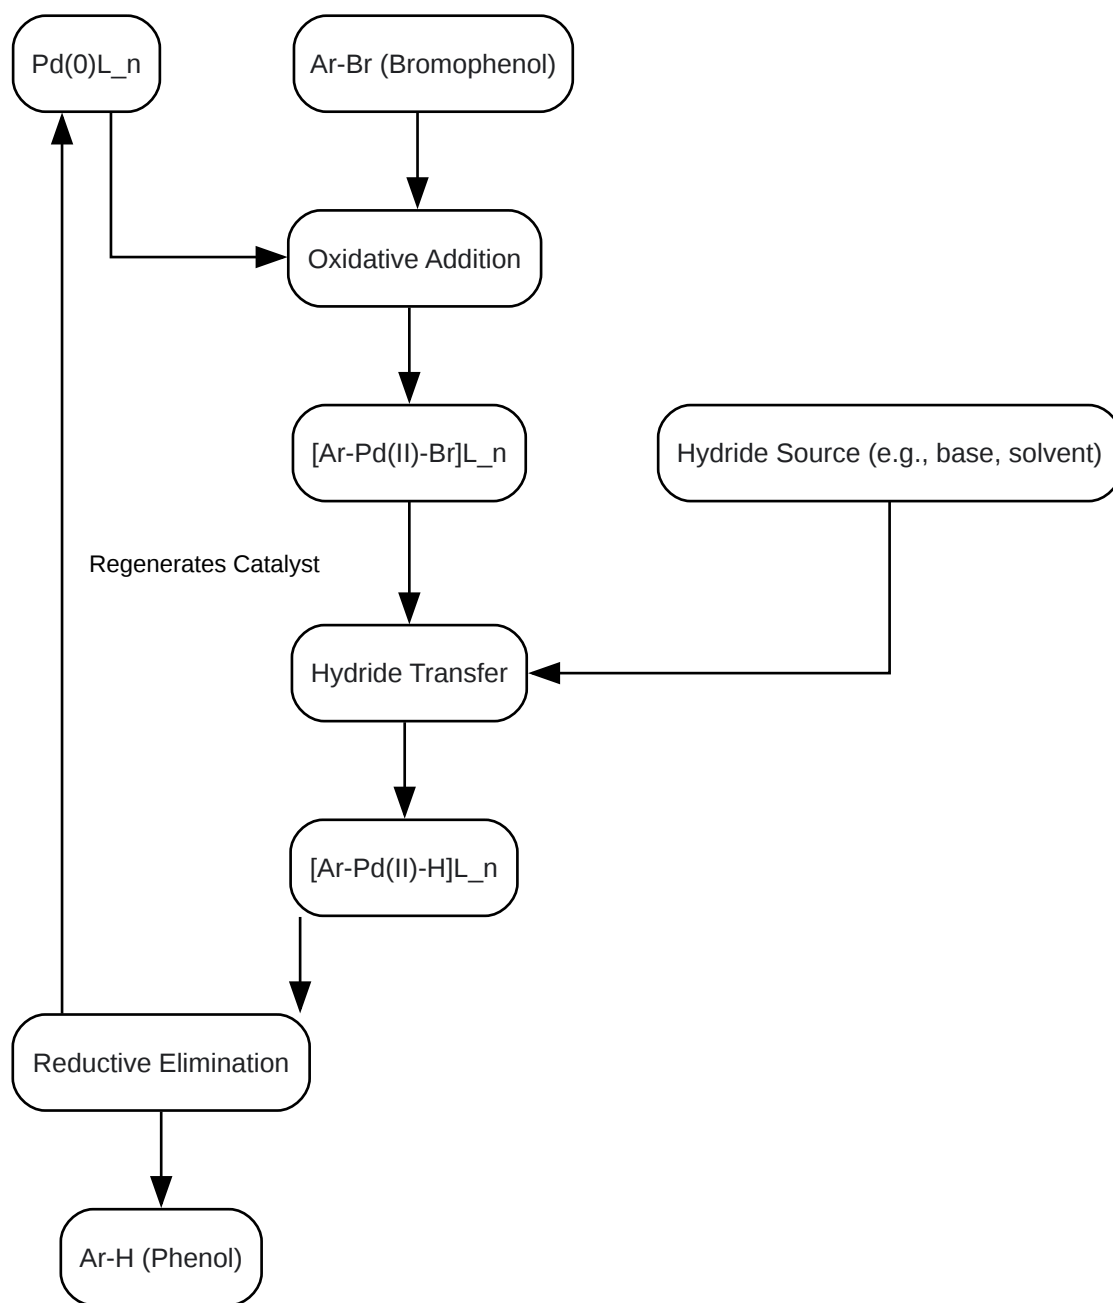 Pd(0)L_n
Ar-Br (Bromophenol)
Oxidative Addition
[Ar-Pd(II)-Br]L_n
Hydride Source (e.g., base, solvent)
Regenerates Catalyst
Hydride Transfer
[Ar-Pd(II)-H]L_n
Reductive Elimination
Ar-H (Phenol)